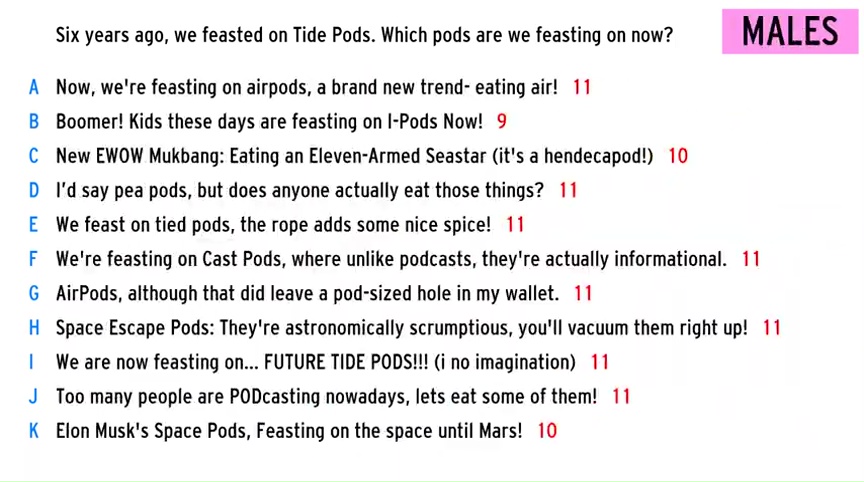 Six years ago, we feasted on Tide Pods. Which pods are we feasting on now?
MALES
A Now, we're feasting on airpods, a brand new trend- eating air! 11
B Boomer! Kids these days are feasting on I-Pods Now! 9
C New EWOW Mukbang: Eating an Eleven-Armed Seastar (it's a hendecapod!) 10
D I'd say pea pods, but does anyone actually eat those things? 11
E We feast on tied pods, the rope adds some nice spice! 11
F We're feasting on Cast Pods, where unlike podcasts, they're actually informational. 11
G AirPods, although that did leave a pod-sized hole in my wallet. 11
H Space Escape Pods: They're astronomically scrumptious, you'll vacuum them right up! 11
I We are now feasting on... FUTURE TIDE PODS!!! (i no imagination) 11
J Too many people are PODcasting nowadays, lets eat some of them! 11
K Elon Musk's Space Pods, Feasting on the space until Mars! 10